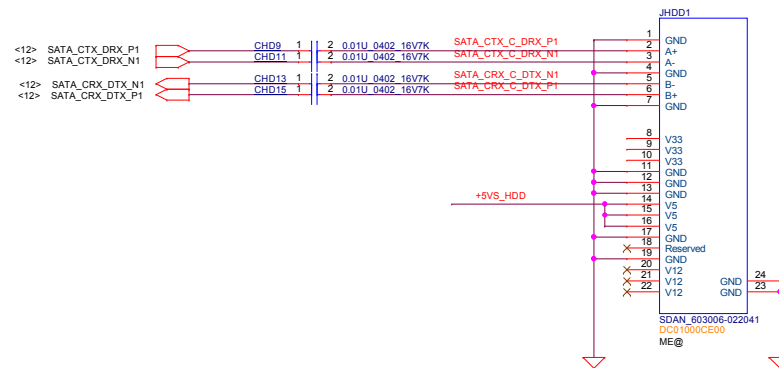 JHDD1
1 GND
<12> SATA_CTX_DRX_P1 CHD9 1 2 0.01U_0402_16V7K SATA_CTX_C_DRX_P1 2 A+
<12> SATA_CTX_DRX_N1 CHD11 1 2 0.01U_0402_16V7K SATA_CTX_C_DRX_N1 3 A-
4 GND
<12> SATA_CRX_DTX_N1 CHD13 1 2 0.01U_0402_16V7K SATA_CRX_C_DTX_N1 5 B-
<12> SATA_CRX_DTX_P1 CHD15 1 2 0.01U_0402_16V7K SATA_CRX_C_DTX_P1 6 B+
7 GND
8 V33
9 V33
10 V33
11 GND
12 GND
13 GND
+5VS_HDD 14 V5
15 V5
16 V5
17 GND
18 Reserved
19 GND
20 V12
21 V12 GND 24
22 V12 GND 23
SDAN_603006-022041
DC01000CE00
ME@